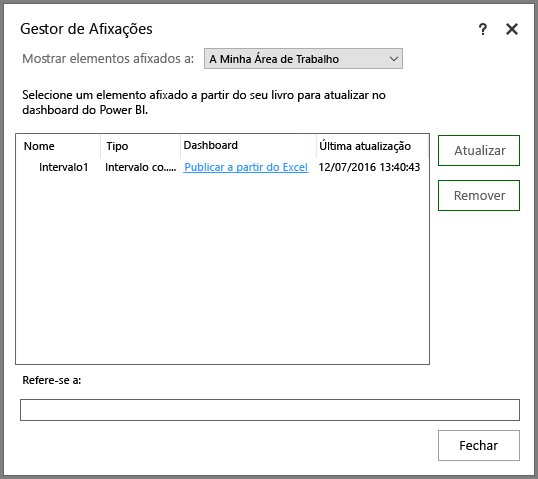 Gestor de Afixações ?
Mostrar elementos afixados a: A Minha Área de Trabalho
Selecione um elemento afixado a partir do seu livro para atualizar no
dashboard do Power BI.
Nome Tipo Dashboard Última atualização
Intervalo1 Intervalo co..... Publicar a partir do Excel 12/07/2016 13:40:43
Atualizar
Remover
Refere-se a:
Fechar